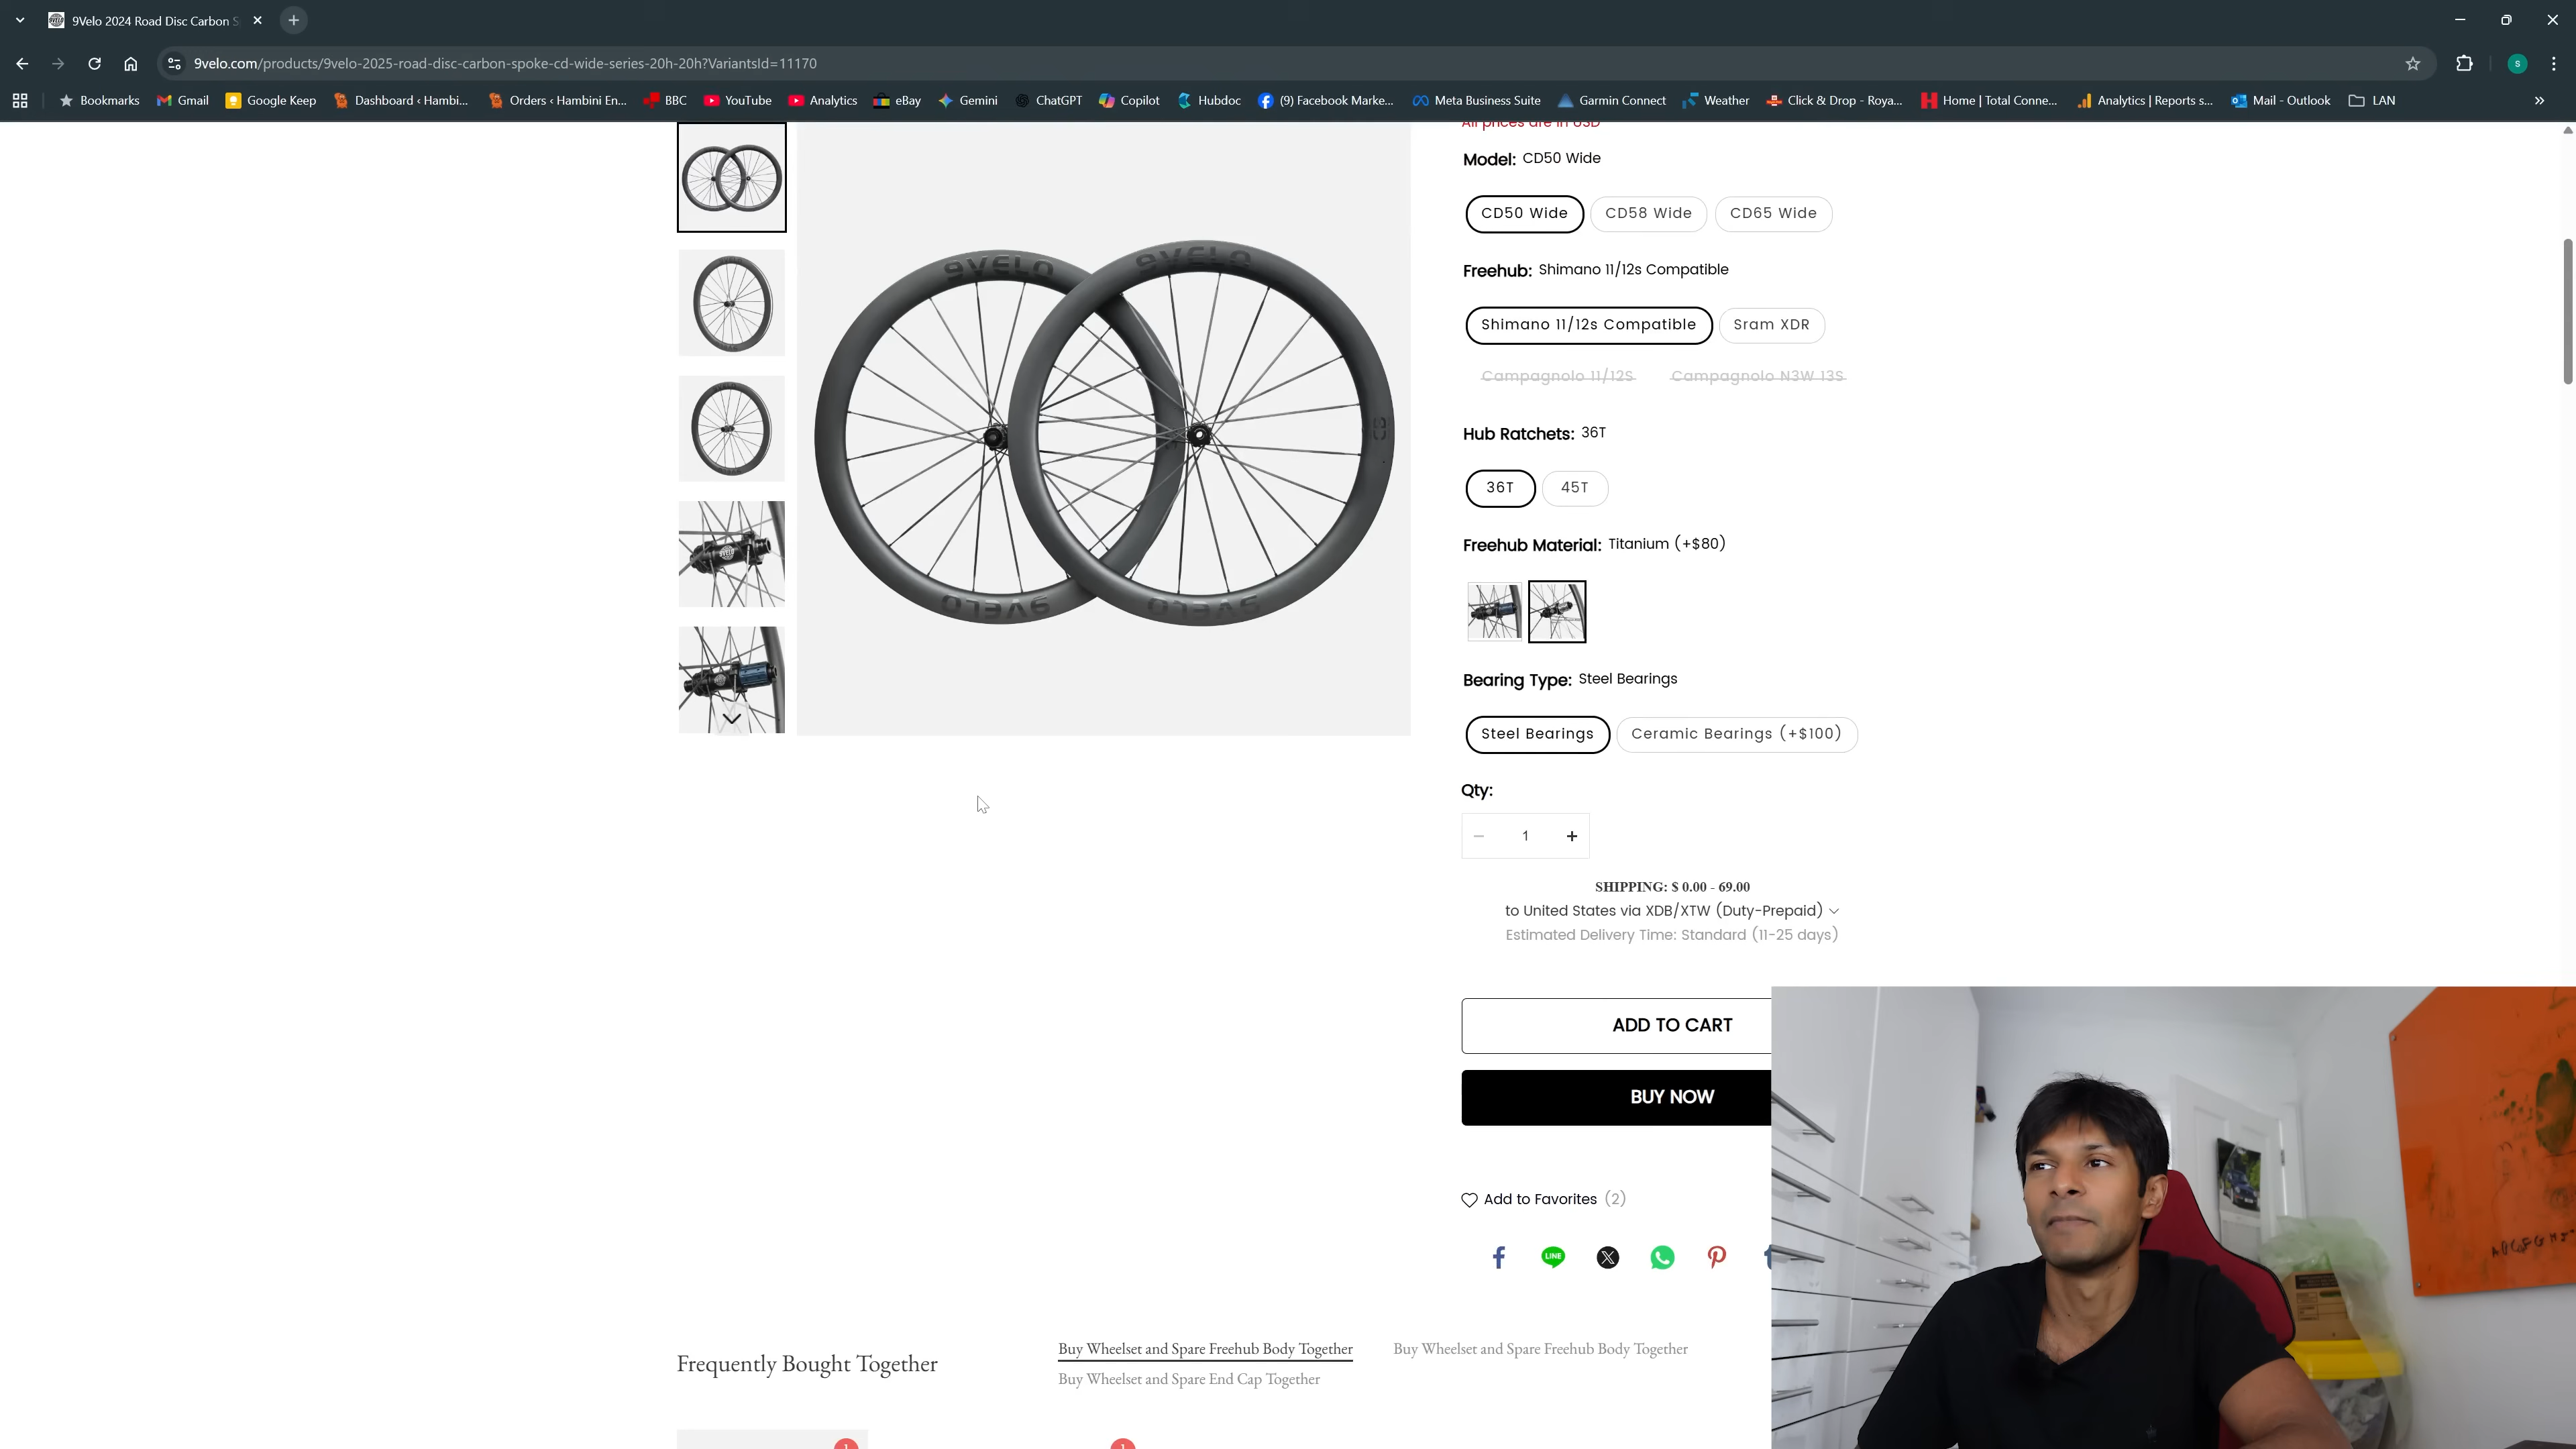 9Velo 2024 Road Disc Carbon S
9velo.com/products/9velo-2025-road-disc-carbon-spoke-cd-wide-series-20h-20h?VariantsId=11170
S
Bookmarks Gmail Google Keep Dashboard ‹ Hambi... Orders ‹ Hambini En... BBC YouTube Analytics eBay Gemini ChatGPT Copilot Hubdoc (9) Facebook Marke... Meta Business Suite Garmin Connect Weather Click & Drop - Roya... Home | Total Conne... Analytics | Reports s... Mail - Outlook LAN
All prices are in USD
Model: CD50 Wide
CD50 Wide CD58 Wide CD65 Wide
Freehub: Shimano 11/12s Compatible
Shimano 11/12s Compatible Sram XDR
Campagnolo 11/12S Campagnolo N3W 13S
Hub Ratchets: 36T
36T 45T
Freehub Material: Titanium (+$80)
Bearing Type: Steel Bearings
Steel Bearings Ceramic Bearings (+$100)
Qty:
1
SHIPPING: $ 0.00 - 69.00
to United States via XDB/XTW (Duty-Prepaid)
Estimated Delivery Time: Standard (11-25 days)
ADD TO CART
BUY NOW
Add to Favorites (2)
LINE
9VELO 9VELO
9VELO 9VELO
Frequently Bought Together
Buy Wheelset and Spare Freehub Body Together Buy Wheelset and Spare Freehub Body Together
Buy Wheelset and Spare End Cap Together